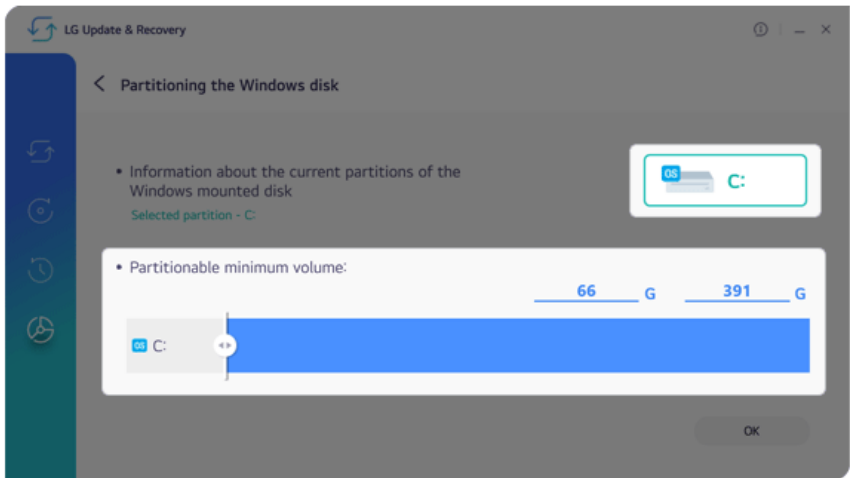 LG Update & Recovery
Partitioning the Windows disk
• Information about the current partitions of the
Windows mounted disk
Selected partition - C:
OS C:
• Partitionable minimum volume:
66 G 391 G
OS C:
OK